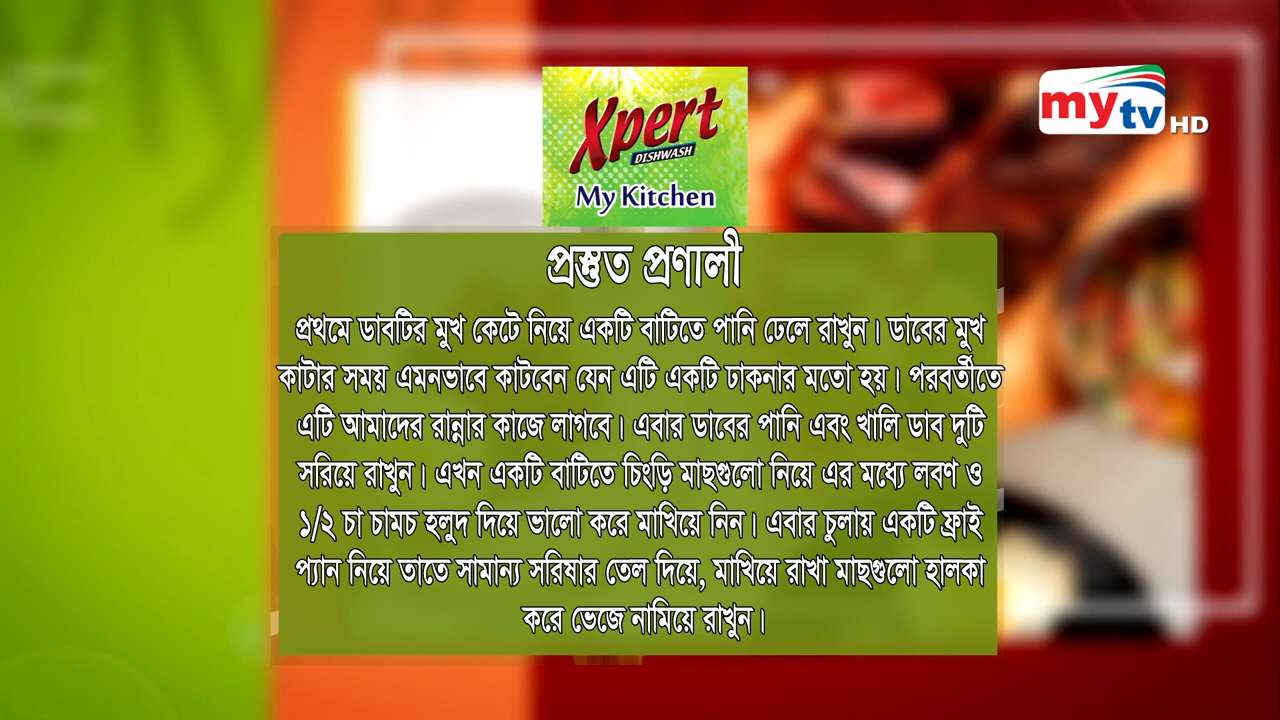 Xpert
DISHWASH
My Kitchen
mytv HD
প্রস্তুত প্রণালী
প্রথমে ডাবটির মুখ কেটে নিয়ে একটি বাটিতে পানি ঢেলে রাখুন। ডাবের মুখ
কাটার সময় এমনভাবে কাটবেন যেন এটি একটি ঢাকনার মতো হয়। পরবর্তীতে
এটি আমাদের রান্নার কাজে লাগবে। এবার ডাবের পানি এবং খালি ডাব দুটি
সরিয়ে রাখুন। এখন একটি বাটিতে চিংড়ি মাছগুলো নিয়ে এর মধ্যে লবণ ও
১/২ চা চামচ হলুদ দিয়ে ভালো করে মাখিয়ে নিন। এবার চুলায় একটি ফ্রাই
প্যান নিয়ে তাতে সামান্য সরিষার তেল দিয়ে, মাখিয়ে রাখা মাছগুলো হালকা
করে ভেজে নামিয়ে রাখুন।